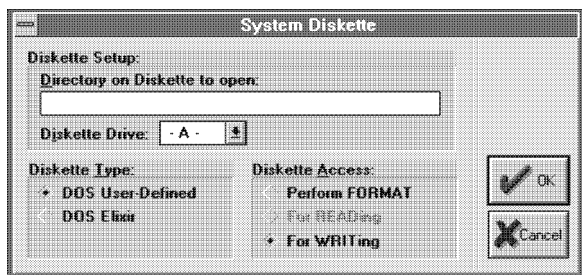 System Diskette
Diskette Setup:
Directory on Diskette to open:
Diskette Drive: - A -
Diskette Type:
DOS User-Defined
DOS Elixir
Diskette Access:
Perform FORMAT
For READing
For WRITing
OK
Cancel